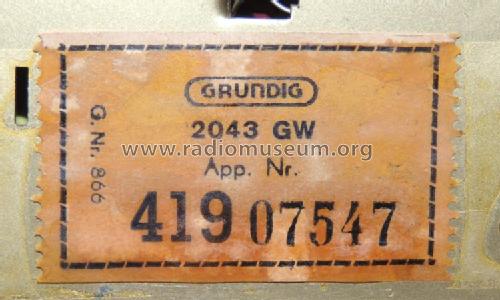 GRUNDIG
2043 GW
www.radiomuseum.org
App. Nr.
419 07547
G. Nr. 866